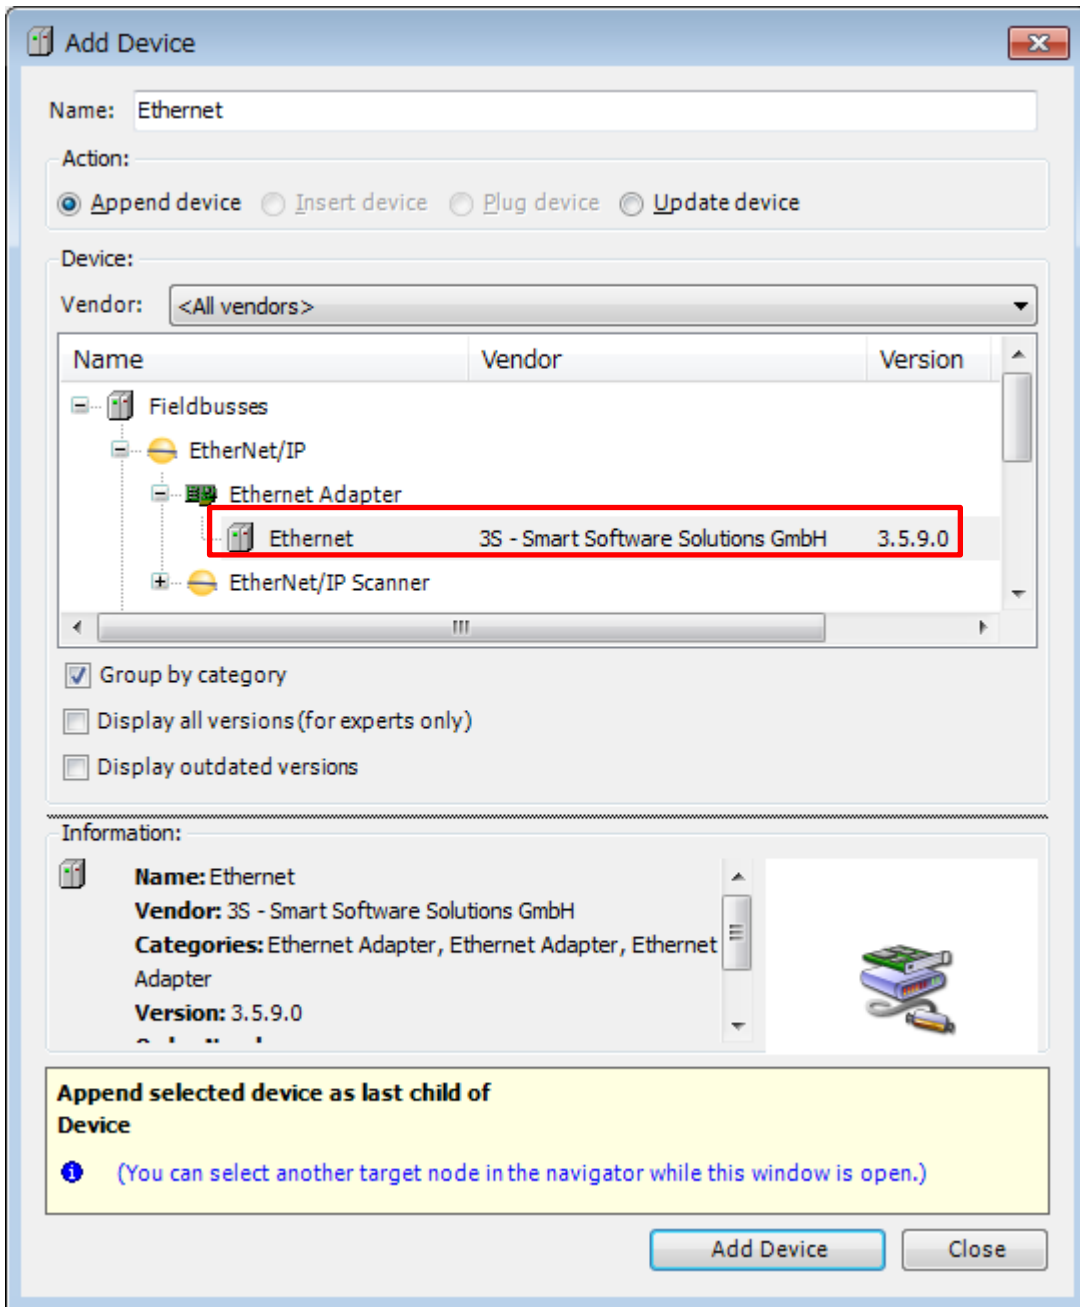 Add Device
Name: Ethernet
Action:
Append device Insert device Plug device Update device
Device:
Vendor: <All vendors>
Name Vendor Version
Fieldbusses
EtherNet/IP
Ethernet Adapter
Ethernet 3S - Smart Software Solutions GmbH 3.5.9.0
EtherNet/IP Scanner
Group by category
Display all versions (for experts only)
Display outdated versions
Information:
Name: Ethernet
Vendor: 3S - Smart Software Solutions GmbH
Categories: Ethernet Adapter, Ethernet Adapter, Ethernet
Adapter
Version: 3.5.9.0
Append selected device as last child of
Device
(You can select another target node in the navigator while this window is open.)
Add Device Close